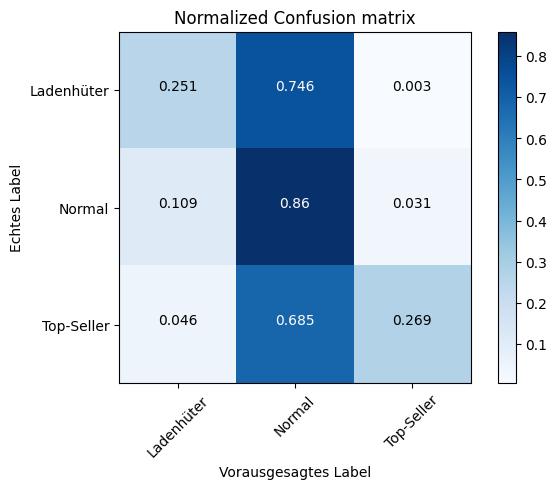 Normalized Confusion matrix
Echtes Label
Ladenhüter
0.251 0.746 0.003
Normal
0.109 0.86 0.031
Top-Seller
0.046 0.685 0.269
Ladenhüter Normal Top-Seller
Vorausgesagtes Label
0.8
0.7
0.6
0.5
0.4
0.3
0.2
0.1